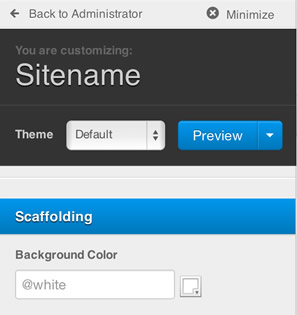 Back to Administrator Minimize
You are customizing:
Sitename
Theme Default Preview
Scaffolding
Background Color
@white